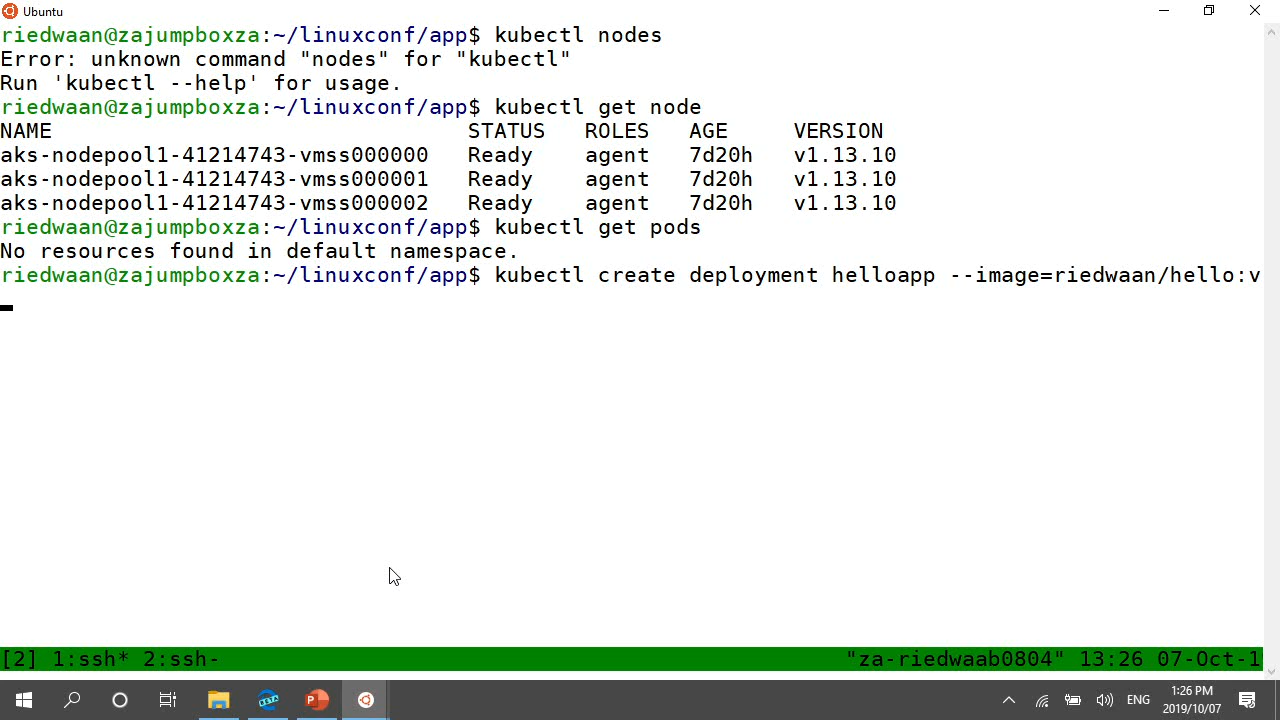 Ubuntu
riedwaan@zajumpboxza:~/linuxconf/app$ kubectl nodes
Error: unknown command "nodes" for "kubectl"
Run 'kubectl --help' for usage.
riedwaan@zajumpboxza:~/linuxconf/app$ kubectl get node
NAME STATUS ROLES AGE VERSION
aks-nodepool1-41214743-vmss000000 Ready agent 7d20h v1.13.10
aks-nodepool1-41214743-vmss000001 Ready agent 7d20h v1.13.10
aks-nodepool1-41214743-vmss000002 Ready agent 7d20h v1.13.10
riedwaan@zajumpboxza:~/linuxconf/app$ kubectl get pods
No resources found in default namespace.
riedwaan@zajumpboxza:~/linuxconf/app$ kubectl create deployment helloapp --image=riedwaan/hello:v
[2] 1:ssh* 2:ssh- "za-riedwaab0804" 13:26 07-Oct-1
BETA
ENG
1:26 PM
2019/10/07